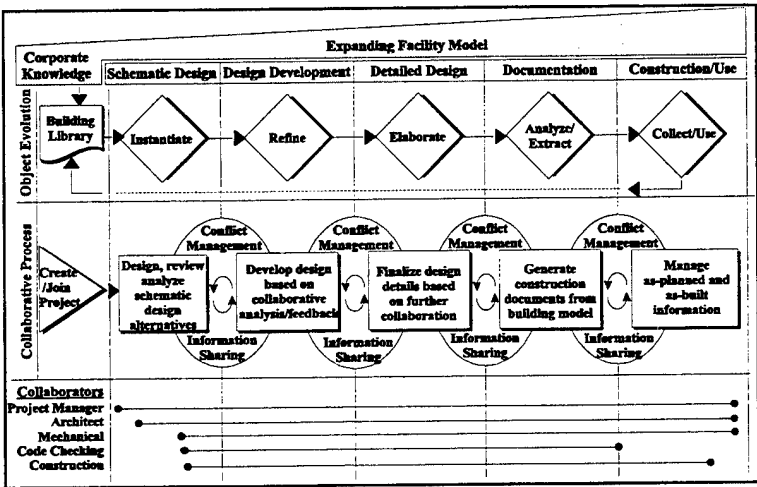 Expanding Facility Model
Corporate
Knowledge
Schematic Design
Design Development
Detailed Design
Documentation
Construction/Use
Object Evolution
Building
Library
Instantiate
Refine
Elaborate
Analyze/
Extract
Collect/Use
Collaborative Process
Create
/Join
Project
Conflict
Management
Conflict
Management
Conflict
Management
Conflict
Management
Design, review
analyze
schematic
design
alternatives
Develop design
based on
collaborative
analysis/feedback
Finalize design
details based
on further
collaboration
Generate
construction
documents from
building model
Manage
as-planned and
as-built
information
Information
Sharing
Information
Sharing
Information
Sharing
Information
Sharing
Collaborators
Project Manager
Architect
Mechanical
Code Checking
Construction